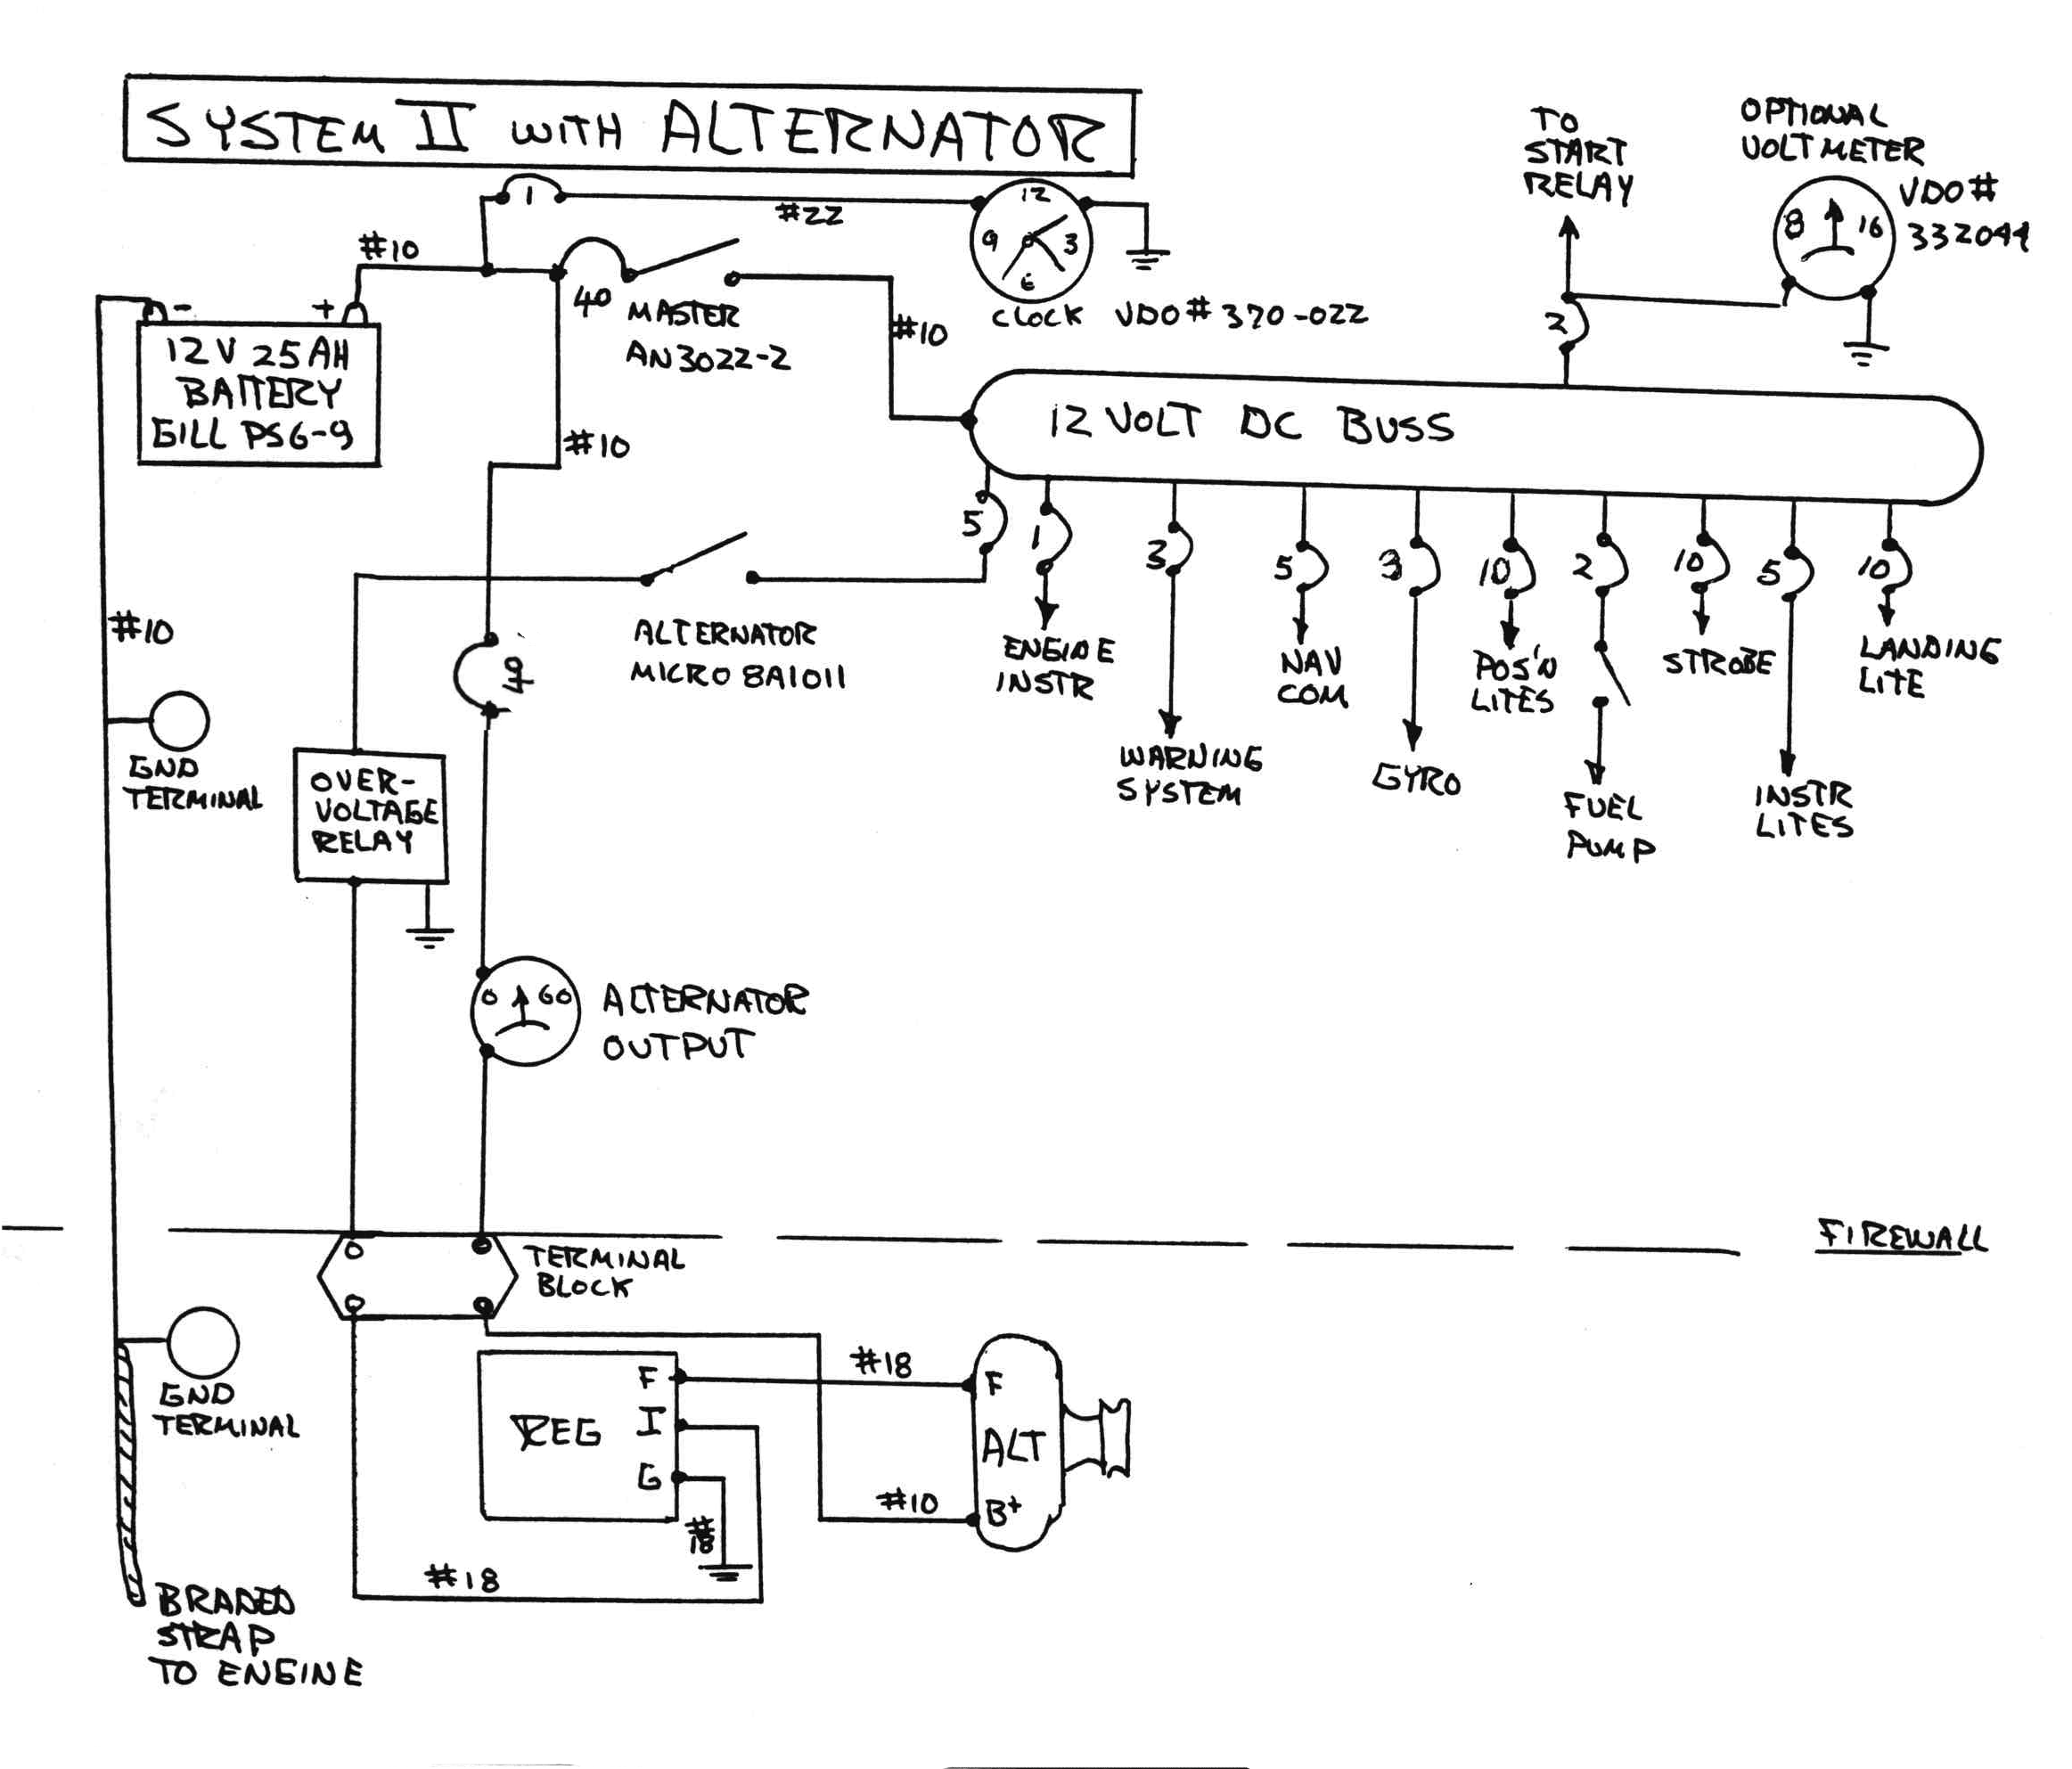 SYSTEM II WITH ALTERNATOR
TO
START
RELAY
OPTIONAL
VOLTMETER
VDO#
332044
8 16
1
#22
12
9 3
6
CLOCK VDO# 370-022
#10
40
MASTER
AN3022-2
#10
2
- +
12V 25AH
BATTERY
GILL PS6-9
12 VOLT DC BUSS
#10
5
1
3
5
3
10
2
10
5
10
#10
ALTERNATOR
MICRO 8A1011
ENGINE
INSTR
WARNING
SYSTEM
NAV
COM
GYRO
POS'N
LITES
FUEL
PUMP
STROBE
INSTR
LITES
LANDING
LITE
GND
TERMINAL
OVER-
VOLTAGE
RELAY
0 60
ALTERNATOR
OUTPUT
FIREWALL
TERMINAL
BLOCK
GND
TERMINAL
REG
F
I
G
#18
#18
#18
#10
F
ALT
B+
BRADED
STRAP
TO ENGINE